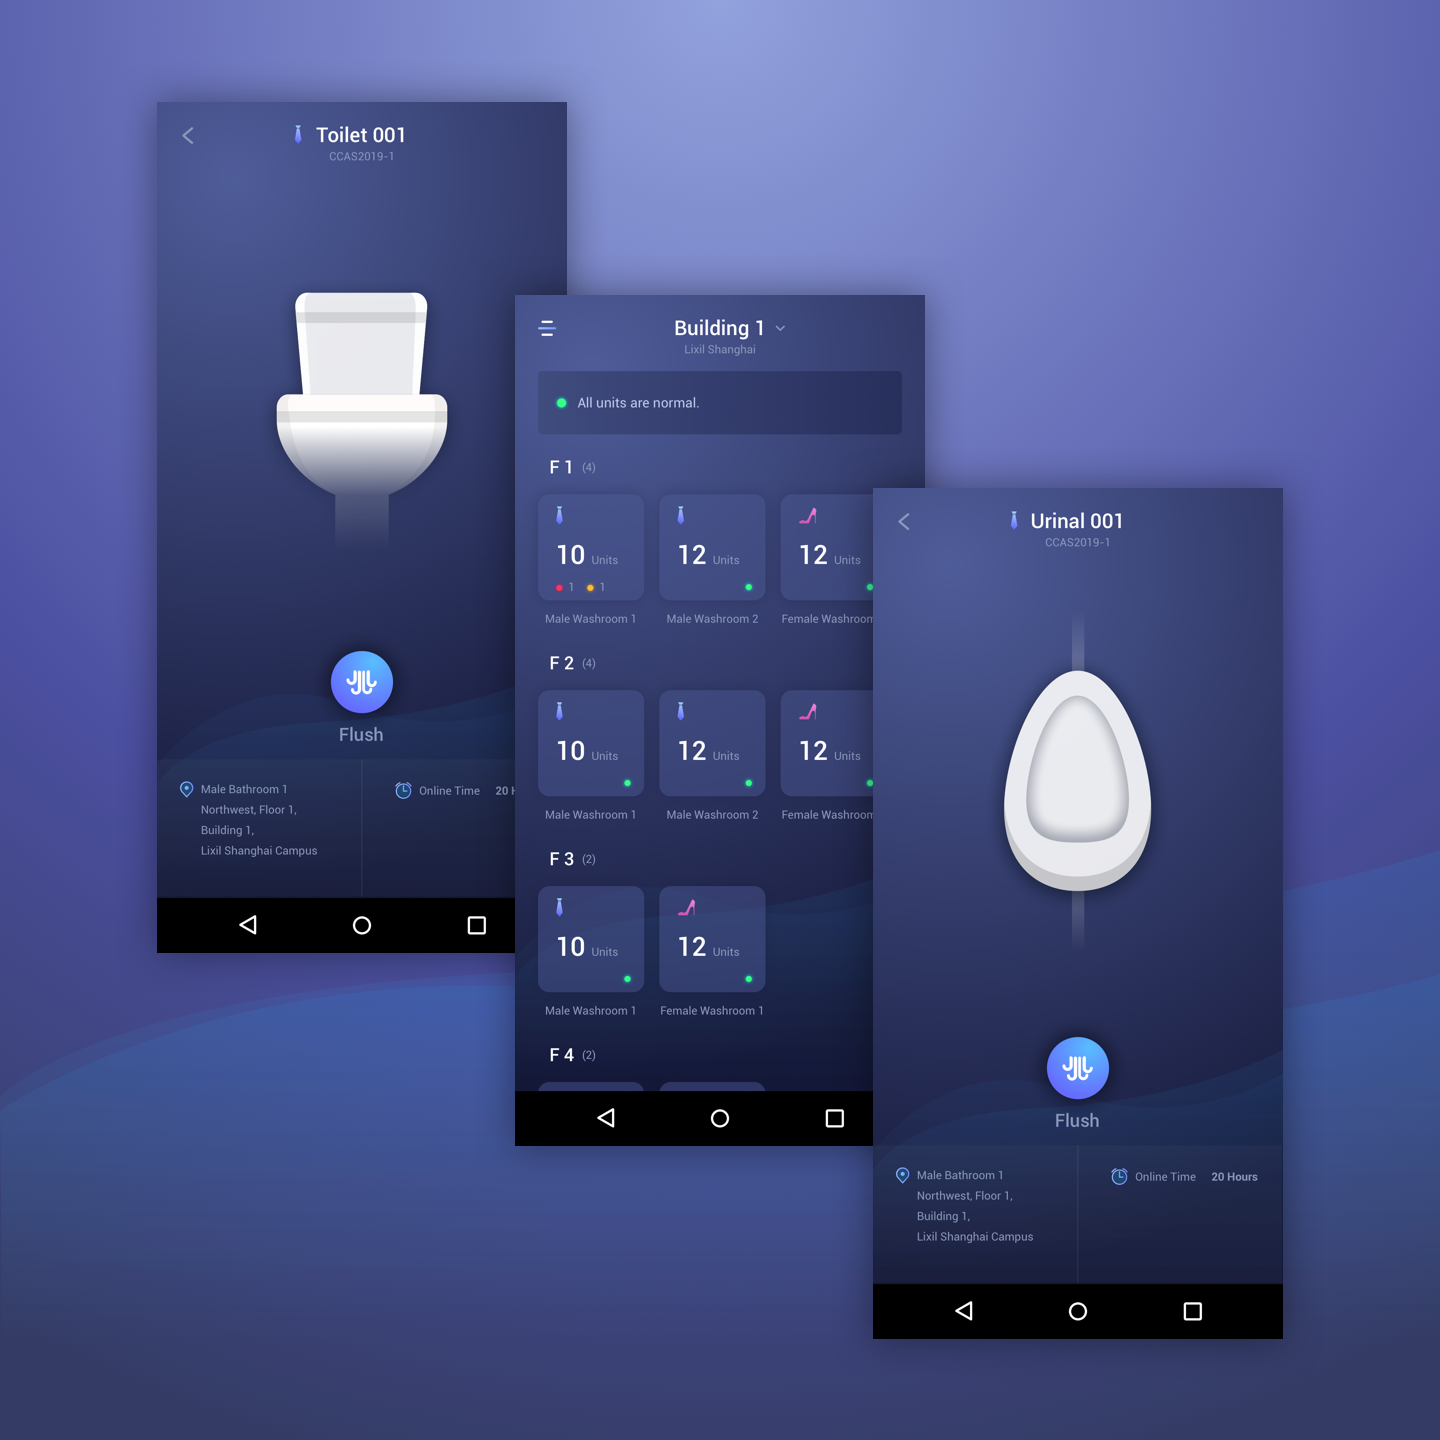 Toilet 001
CCAS2019-1
Flush
Male Bathroom 1
Northwest, Floor 1,
Building 1,
Lixil Shanghai Campus
Online Time 20 H
Building 1
Lixil Shanghai
All units are normal.
F 1 (4)
10 Units
1 1
Male Washroom 1
12 Units
Male Washroom 2
12 Units
Female Washroom
F 2 (4)
10 Units
Male Washroom 1
12 Units
Male Washroom 2
12 Units
Female Washroom
F 3 (2)
10 Units
Male Washroom 1
12 Units
Female Washroom 1
F 4 (2)
Urinal 001
CCAS2019-1
Flush
Male Bathroom 1
Northwest, Floor 1,
Building 1,
Lixil Shanghai Campus
Online Time 20 Hours